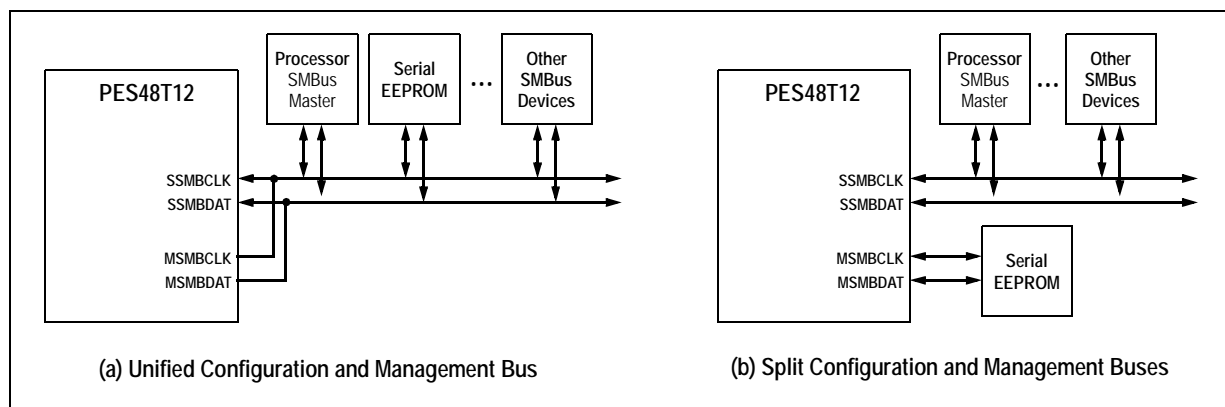 PES48T12
Processor
SMBus
Master
Serial
EEPROM
...
Other
SMBus
Devices
SSMBCLK
SSMBDAT
MSMBCLK
MSMBDAT
(a) Unified Configuration and Management Bus
PES48T12
Processor
SMBus
Master
...
Other
SMBus
Devices
SSMBCLK
SSMBDAT
MSMBCLK
MSMBDAT
Serial
EEPROM
(b) Split Configuration and Management Buses